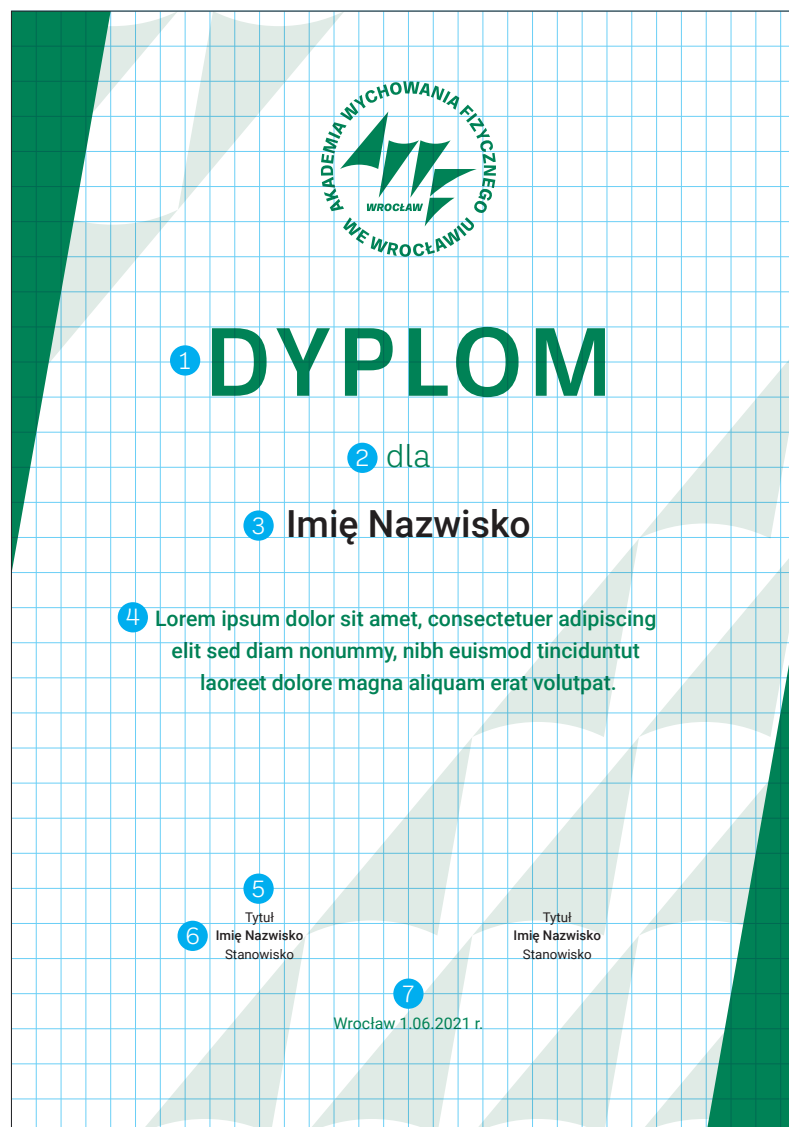 AKADEMIA WYCHOWANIA FIZYCZNEGO
WROCŁAW
WE WROCŁAWIU
1 DYPLOM
2 dla
3 Imię Nazwisko
4 Lorem ipsum dolor sit amet, consectetuer adipiscing
elit sed diam nonummy, nibh euismod tinciduntut
laoreet dolore magna aliquam erat volutpat.
5
Tytuł
6 Imię Nazwisko
Stanowisko
Tytuł
Imię Nazwisko
Stanowisko
7
Wrocław 1.06.2021 r.